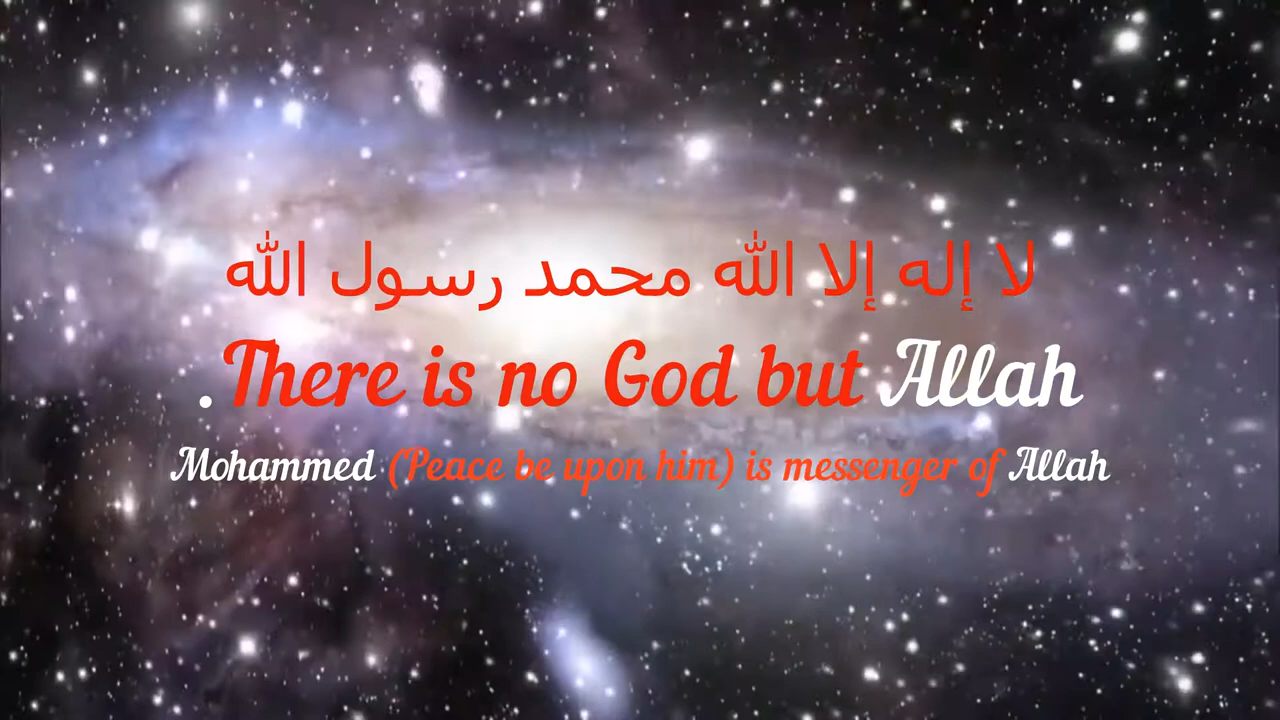 لا إله إلا الله محمد رسول الله
.There is no God but Allah
Mohammed (Peace be upon him) is messenger of Allah